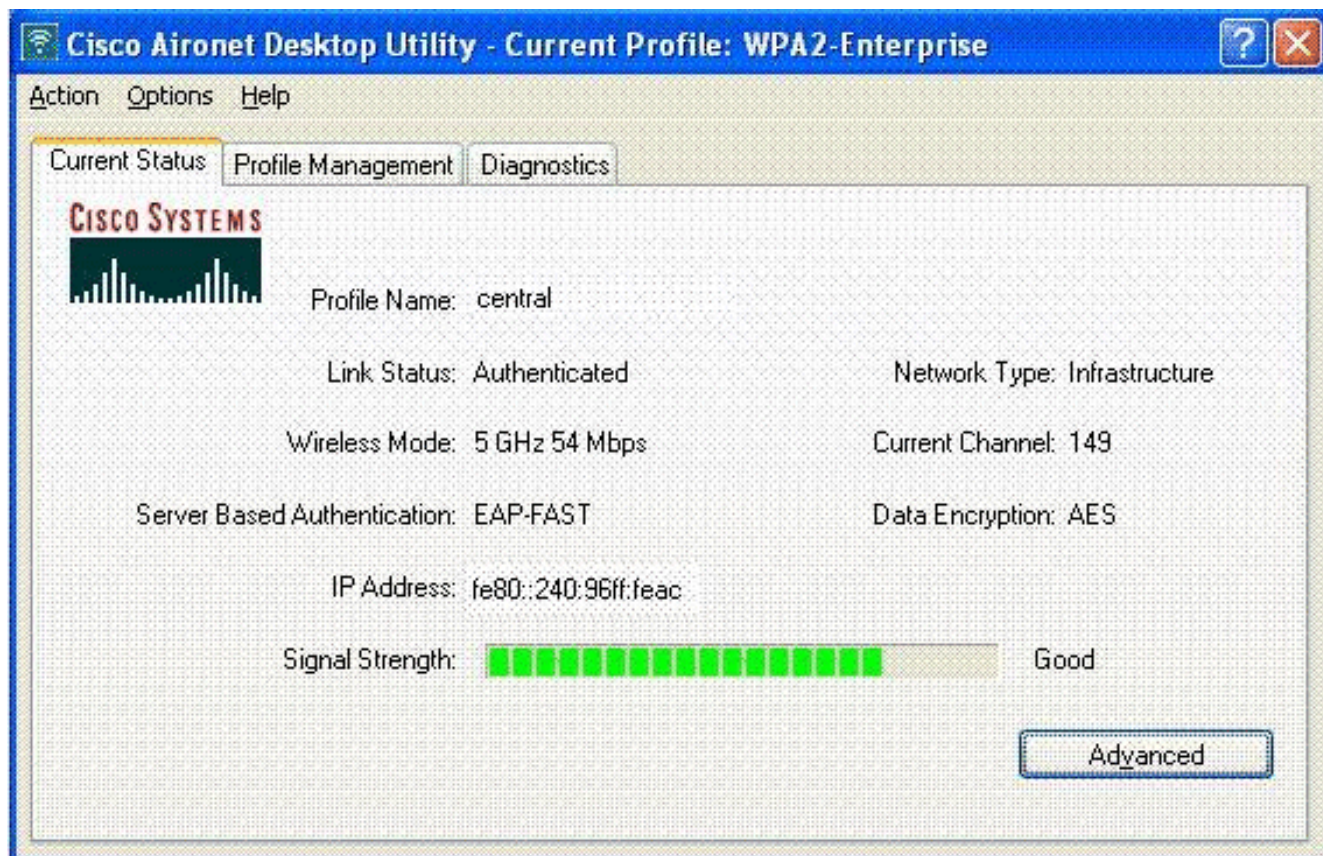 Cisco Aironet Desktop Utility - Current Profile: WPA2-Enterprise
Action Options Help
Current Status Profile Management Diagnostics
CISCO SYSTEMS
Profile Name: central
Link Status: Authenticated Network Type: Infrastructure
Wireless Mode: 5 GHz 54 Mbps Current Channel: 149
Server Based Authentication: EAP-FAST Data Encryption: AES
IP Address: fe80::240:96ff:feac
Signal Strength: Good
Advanced